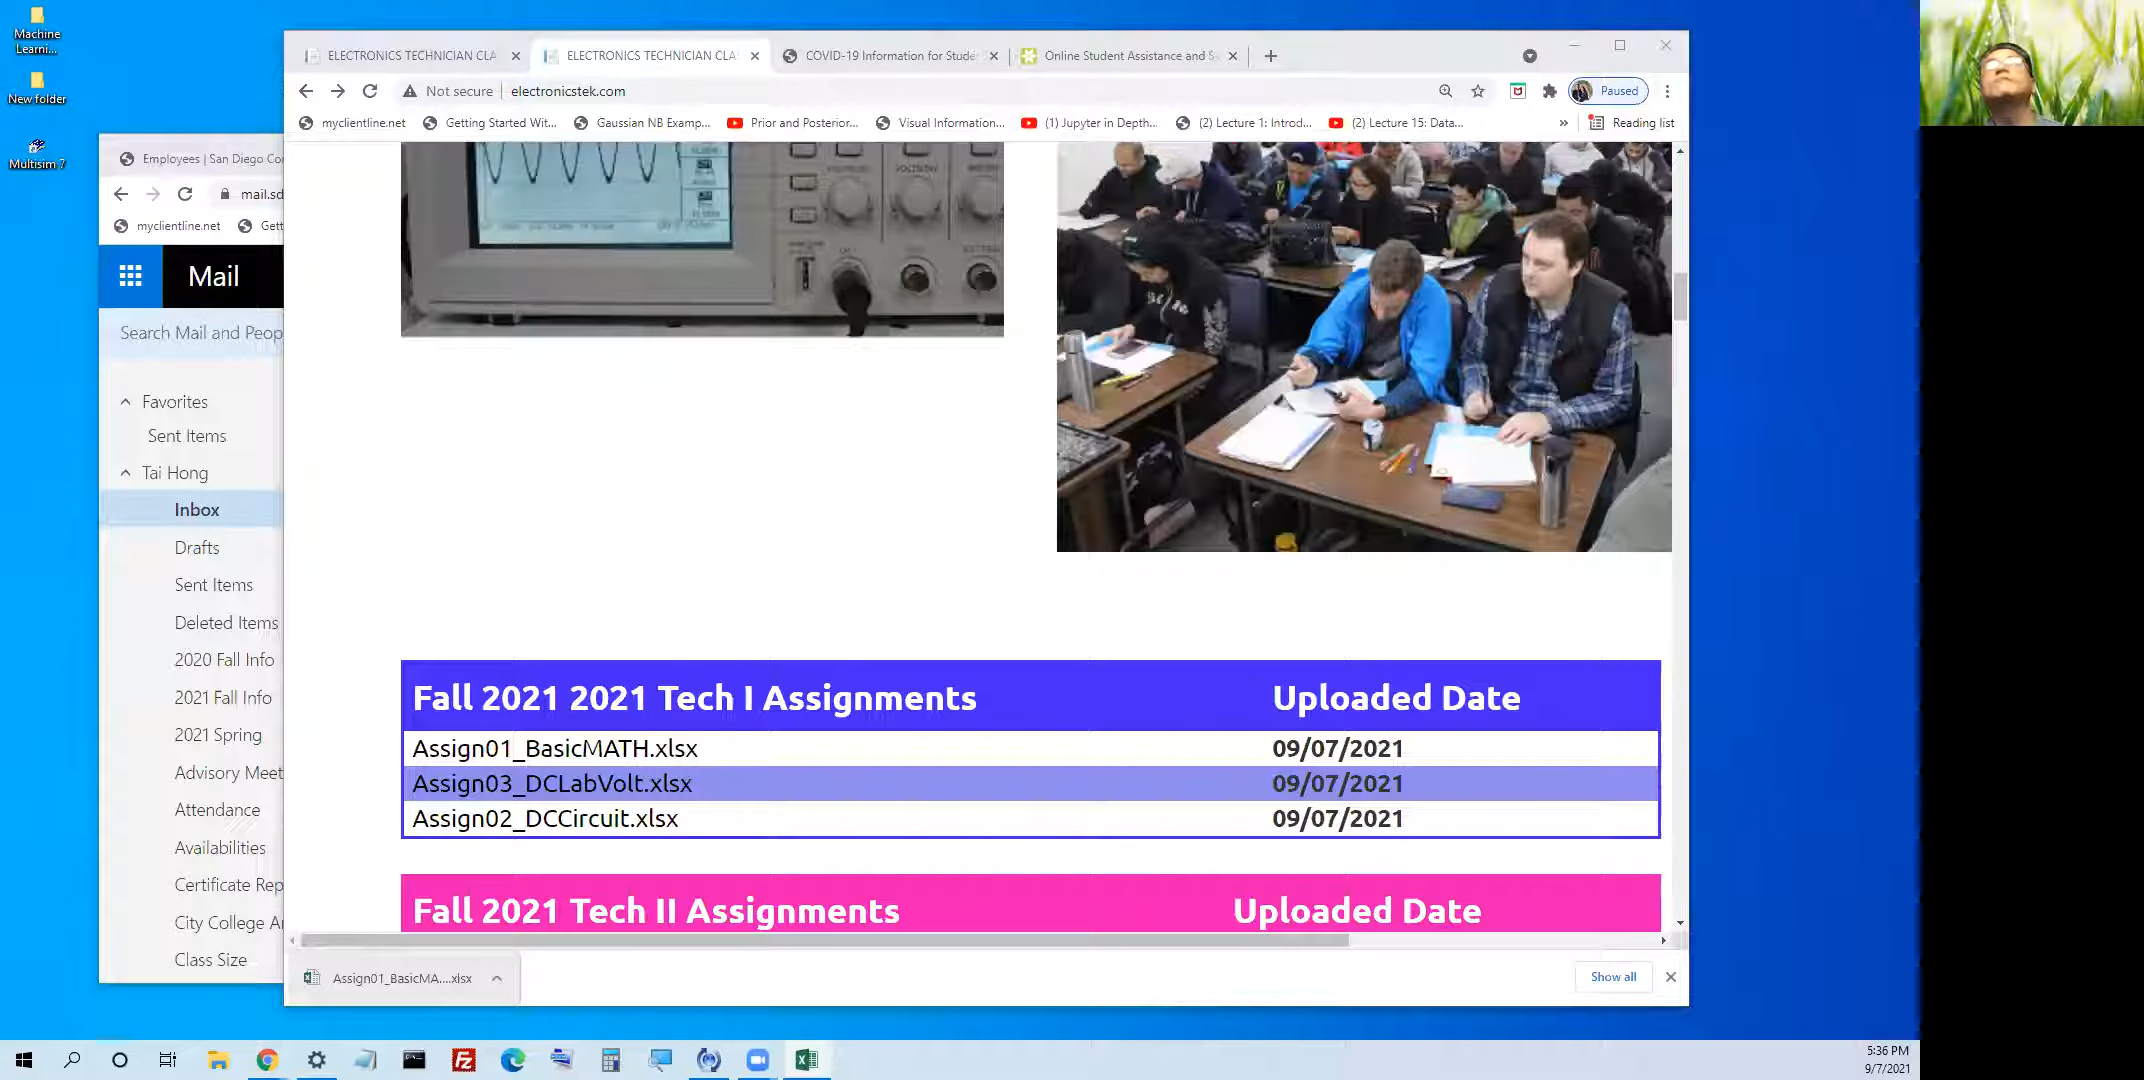 Machine
Learni...
New folder
Multisim 7
ELECTRONICS TECHNICIAN CLA
ELECTRONICS TECHNICIAN CLA
COVID-19 Information for Stude
Online Student Assistance and S
Not secure
electronicstek.com
Paused
myclientline.net
Getting Started Wit...
Gaussian NB Examp...
Prior and Posterior...
Visual Information...
(1) Jupyter in Depth...
(2) Lecture 1: Introd...
(2) Lecture 15: Data...
»
Reading list
Employees | San Diego Co
mail.sd
myclientline.net
Gett
Mail
Search Mail and Peop
Favorites
Sent Items
Tai Hong
Inbox
Drafts
Sent Items
Deleted Items
2020 Fall Info
2021 Fall Info
2021 Spring
Advisory Meet
Attendance
Availabilities
Certificate Rep
City College A
Class Size
Fall 2021 2021 Tech I Assignments
Uploaded Date
Assign01_BasicMATH.xlsx
09/07/2021
Assign03_DCLabVolt.xlsx
09/07/2021
Assign02_DCCircuit.xlsx
09/07/2021
Fall 2021 Tech II Assignments
Uploaded Date
Assign01_BasicMA....xlsx
Show all
5:36 PM
9/7/2021